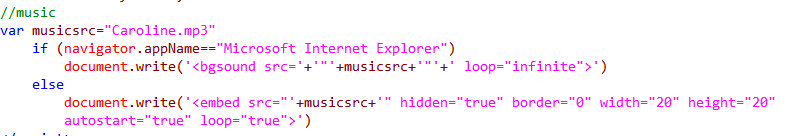 //music
var musicsrc="Caroline.mp3"
if (navigator.appName=="Microsoft Internet Explorer")
document.write('<bgsound src='+'"'+musicsrc+'"'+' loop="infinite">')
else
document.write('<embed src="'+musicsrc+'" hidden="true" border="0" width="20" height="20"
autostart="true" loop="true">')